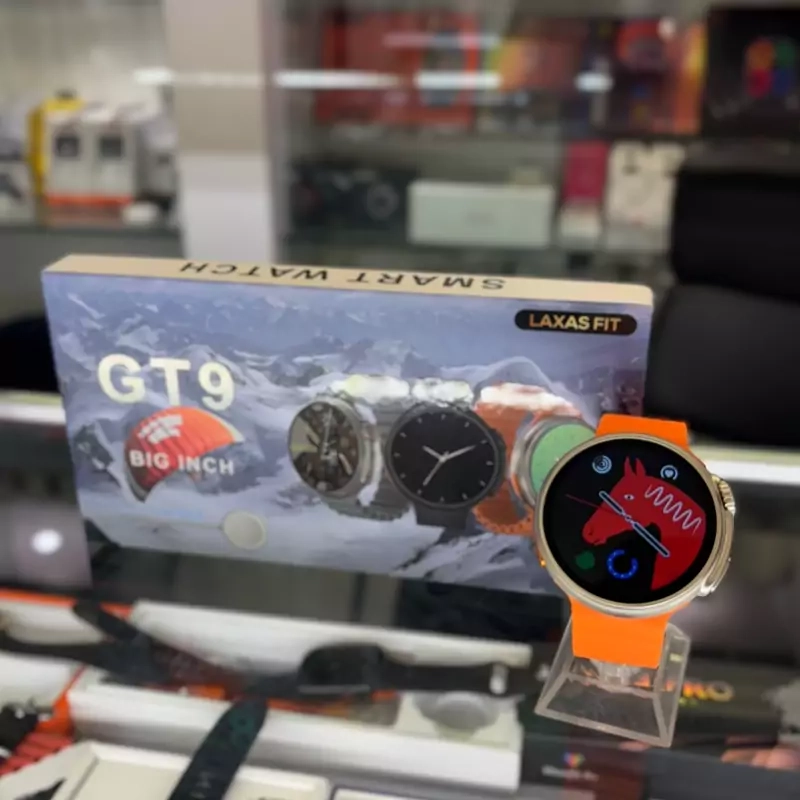 SMART WATCH
LAXAS FIT
GT9
BIG INCH